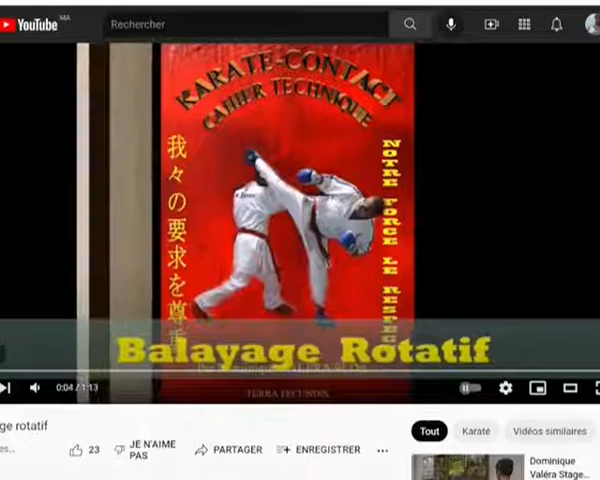 YouTube MA
Rechercher
KARATE-CONTACT
CAHIER TECHNIQUE
我々の要求を尊重
NOTRE FORCE LE RESPECT
Balayage Rotatif
TERRA FECUNDIS
0:04 / 1:13
ge rotatif
23
JE N'AIME
PAS
PARTAGER
ENREGISTRER
Tout
Karaté
Vidéos similaires
Dominique
Valéra Stage...